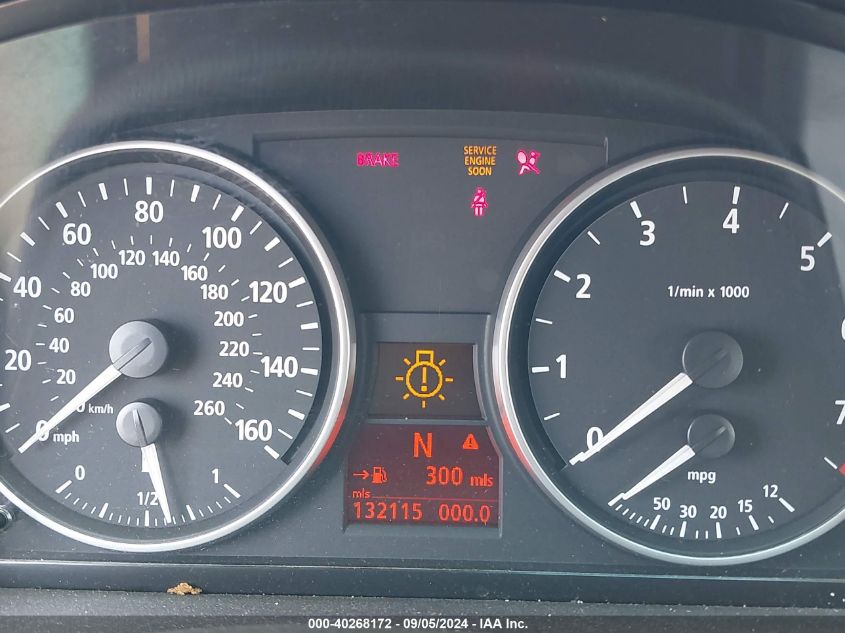 BRAKE
SERVICE
ENGINE
SOON
0 20 40 60 80 100 120 140 160
mph
20 40 60 80 100 120 140 160 180 200 220 240 260
0 km/h
0 1/2 1
N
300 mls
mls
132115 000.0
0 1 2 3 4 5 6 7
1/min x 1000
mpg
50 30 20 15 12
000-40268172 - 09/05/2024 - IAA Inc.